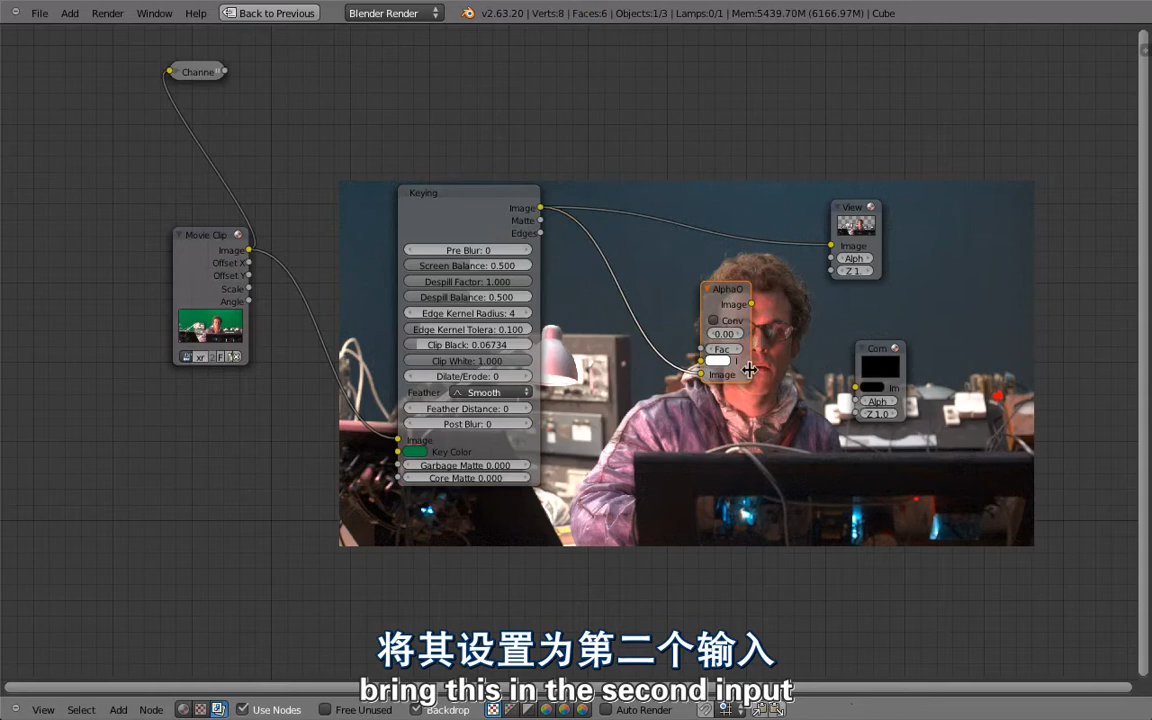 File Add Render Window Help Back to Previous Blender Render v2.63.20 | Verts:8 | Faces:6 | Objects:1/3 | Lamps:0/1 | Mem:5439.70M (6166.97M) | Cube
Channe
Movie Clip
Image
Offset X
Offset Y
Scale
Angle
xr 2 F
Keying
Image
Matte
Edges
Pre Blur: 0
Screen Balance: 0.500
Despill Factor: 1.000
Despill Balance: 0.500
Edge Kernel Radius: 4
Edge Kernel Tolera: 0.100
Clip Black: 0.06734
Clip White: 1.000
Dilate/Erode: 0
Feather Smooth
Feather Distance: 0
Post Blur: 0
Image
Key Color
Garbage Matte 0.000
Core Matte 0.000
AlphaO
Image
Conv
0.00
Fac
I
Image
View
Image
Alph
Z 1.
Com
Alph
Z 1.0
将其设置为第二个输入
bring this in the second input
View Select Add Node Use Nodes Free Unused Backdrop Auto Render